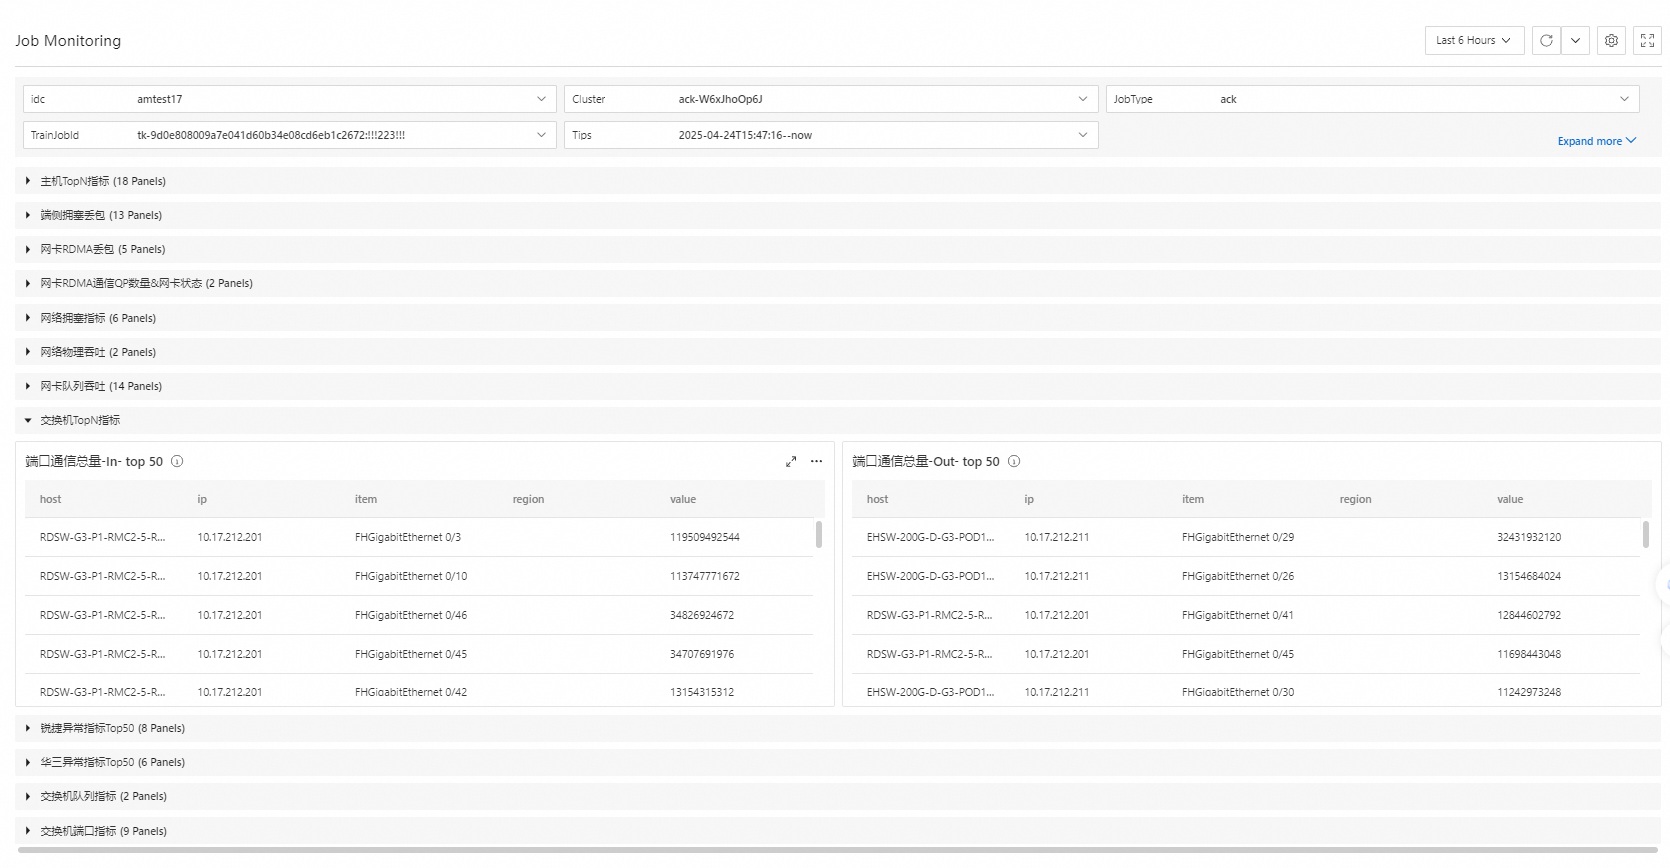 Job Monitoring
Last 6 Hours
idc amtest17
Cluster ack-W6xJhoOp6J
JobType ack
TrainJobId tk-9d0e808009a7e041d60b34e08cd6eb1c2672:!!!223!!!
Tips 2025-04-24T15:47:16--now
Expand more
主机TopN指标 (18 Panels)
端侧拥塞丢包 (13 Panels)
网卡RDMA丢包 (5 Panels)
网卡RDMA通信QP数量&网卡状态 (2 Panels)
网络拥塞指标 (6 Panels)
网络物理吞吐 (2 Panels)
网卡队列吞吐 (14 Panels)
交换机TopN指标
端口通信总量-In- top 50
host ip item region value
RDSW-G3-P1-RMC2-5-R... 10.17.212.201 FHGigabitEthernet 0/3 119509492544
RDSW-G3-P1-RMC2-5-R... 10.17.212.201 FHGigabitEthernet 0/10 113747771672
RDSW-G3-P1-RMC2-5-R... 10.17.212.201 FHGigabitEthernet 0/46 34826924672
RDSW-G3-P1-RMC2-5-R... 10.17.212.201 FHGigabitEthernet 0/45 34707691976
RDSW-G3-P1-RMC2-5-R... 10.17.212.201 FHGigabitEthernet 0/42 13154315312
端口通信总量-Out- top 50
host ip item region value
EHSW-200G-D-G3-POD1... 10.17.212.211 FHGigabitEthernet 0/29 32431932120
EHSW-200G-D-G3-POD1... 10.17.212.211 FHGigabitEthernet 0/26 13154684024
RDSW-G3-P1-RMC2-5-R... 10.17.212.201 FHGigabitEthernet 0/41 12844602792
RDSW-G3-P1-RMC2-5-R... 10.17.212.201 FHGigabitEthernet 0/45 11698443048
EHSW-200G-D-G3-POD1... 10.17.212.211 FHGigabitEthernet 0/30 11242973248
锐捷异常指标Top50 (8 Panels)
华三异常指标Top50 (6 Panels)
交换机队列指标 (2 Panels)
交换机端口指标 (9 Panels)